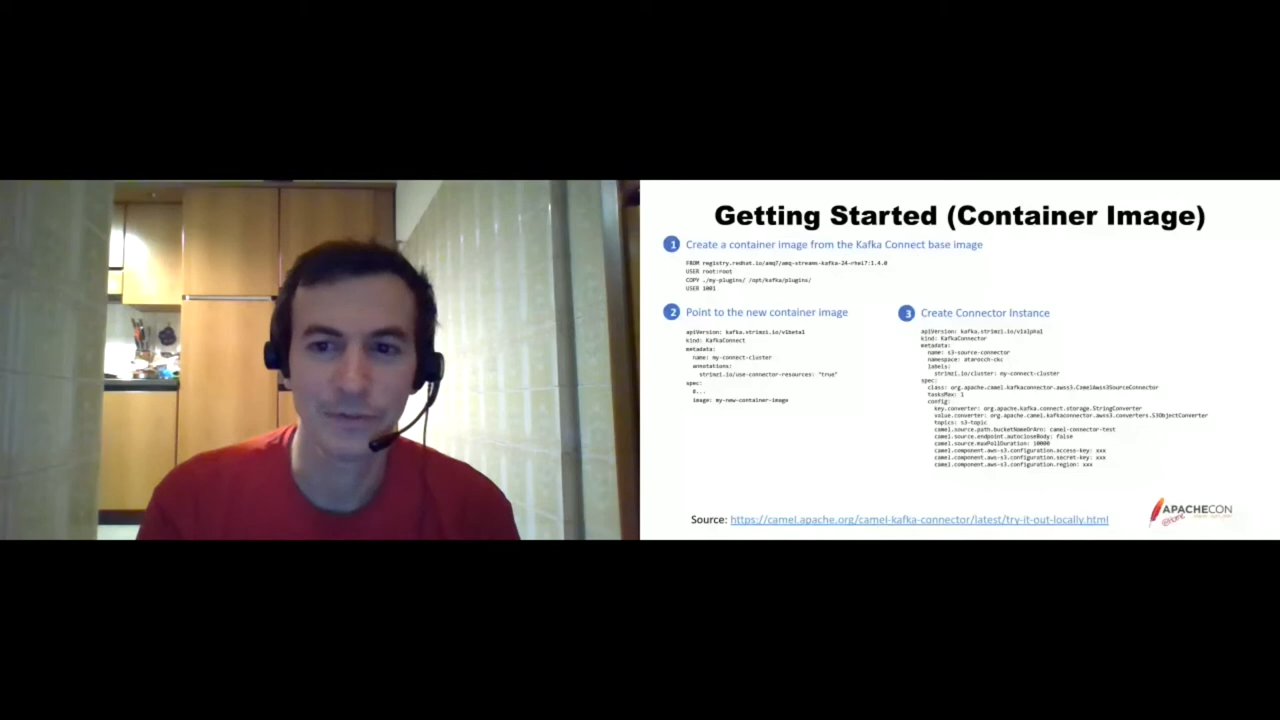 Getting Started (Container Image)
1 Create a container image from the Kafka Connect base image
FROM registry.redhat.io/amq7/amq-streams-kafka-24-rhel7:1.4.0
USER root:root
COPY ./my-plugins/ /opt/kafka/plugins/
USER 1001
2 Point to the new container image
apiVersion: kafka.strimzi.io/v1beta1
kind: KafkaConnect
metadata:
name: my-connect-cluster
annotations:
strimzi.io/use-connector-resources: "true"
spec:
#...
image: my-new-container-image
3 Create Connector Instance
apiVersion: kafka.strimzi.io/v1alpha1
kind: KafkaConnector
metadata:
name: s3-source-connector
namespace: atarocch-ckc
labels:
strimzi.io/cluster: my-connect-cluster
spec:
class: org.apache.camel.kafkaconnector.awss3.CamelAwss3SourceConnector
tasksMax: 1
config:
key.converter: org.apache.kafka.connect.storage.StringConverter
value.converter: org.apache.camel.kafkaconnector.awss3.converters.S3ObjectConverter
topics: s3-topic
camel.source.path.bucketNameOrArn: camel-connector-test
camel.source.endpoint.autocloseBody: false
camel.source.maxPollDuration: 10000
camel.component.aws-s3.configuration.access-key: xxx
camel.component.aws-s3.configuration.secret-key: xxx
camel.component.aws-s3.configuration.region: xxx
Source: https://camel.apache.org/camel-kafka-connector/latest/try-it-out-locally.html
APACHECON
@Home